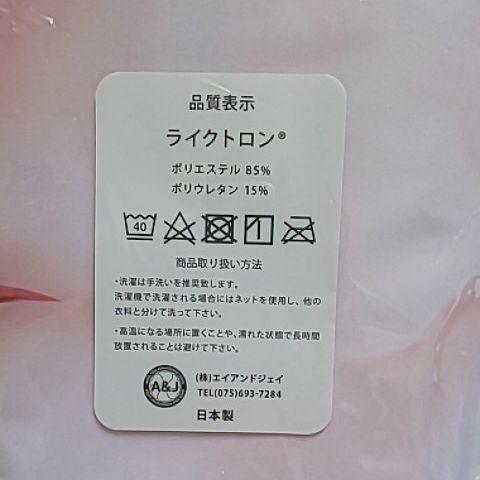 品質表示
ライクトロン®
ポリエステル 85%
ポリウレタン 15%
40
商品取り扱い方法
・洗濯は手洗いを推奨致します。
洗濯機で洗濯される場合にはネットを使用し、他の
衣料と分けて洗って下さい。
・高温になる場所に置くことや、濡れた状態で長時間
放置されることは避けて下さい。
A&J
(株)エイアンドジェイ
TEL(075)693-7284
日本製